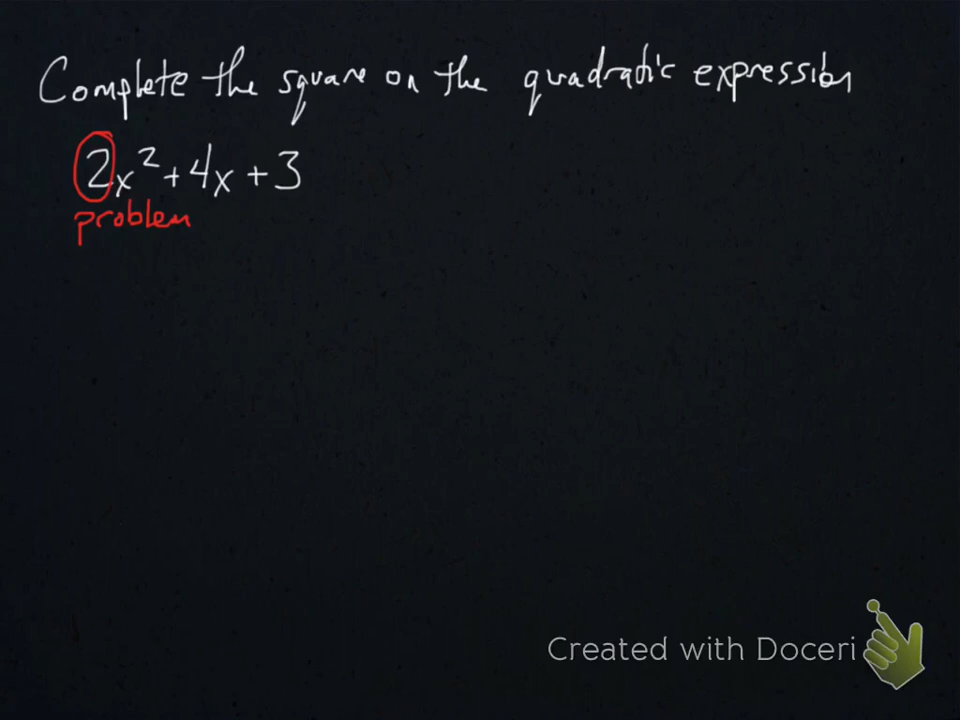 Complete the square on the quadratic expression
2x² + 4x + 3
problem
Created with Doceri